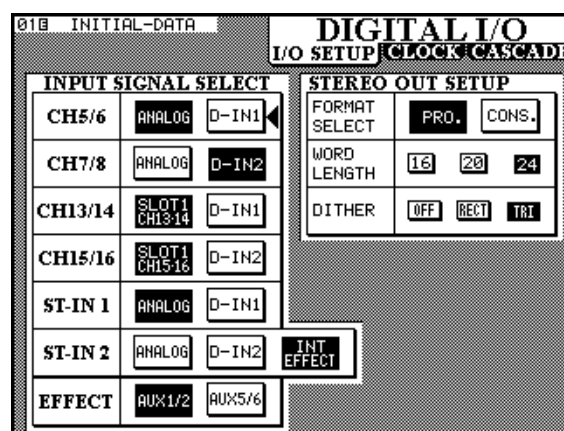 01B INITIAL-DATA
DIGITAL I/O
I/O SETUP CLOCK CASCADE
INPUT SIGNAL SELECT
CH5/6 ANALOG D-IN1
CH7/8 ANALOG D-IN2
CH13/14 SLOT1 CH13-14 D-IN1
CH15/16 SLOT1 CH15-16 D-IN2
ST-IN 1 ANALOG D-IN1
ST-IN 2 ANALOG D-IN2 INT EFFECT
EFFECT AUX1/2 AUX5/6
STEREO OUT SETUP
FORMAT SELECT PRO. CONS.
WORD LENGTH 16 20 24
DITHER OFF RECT TRI